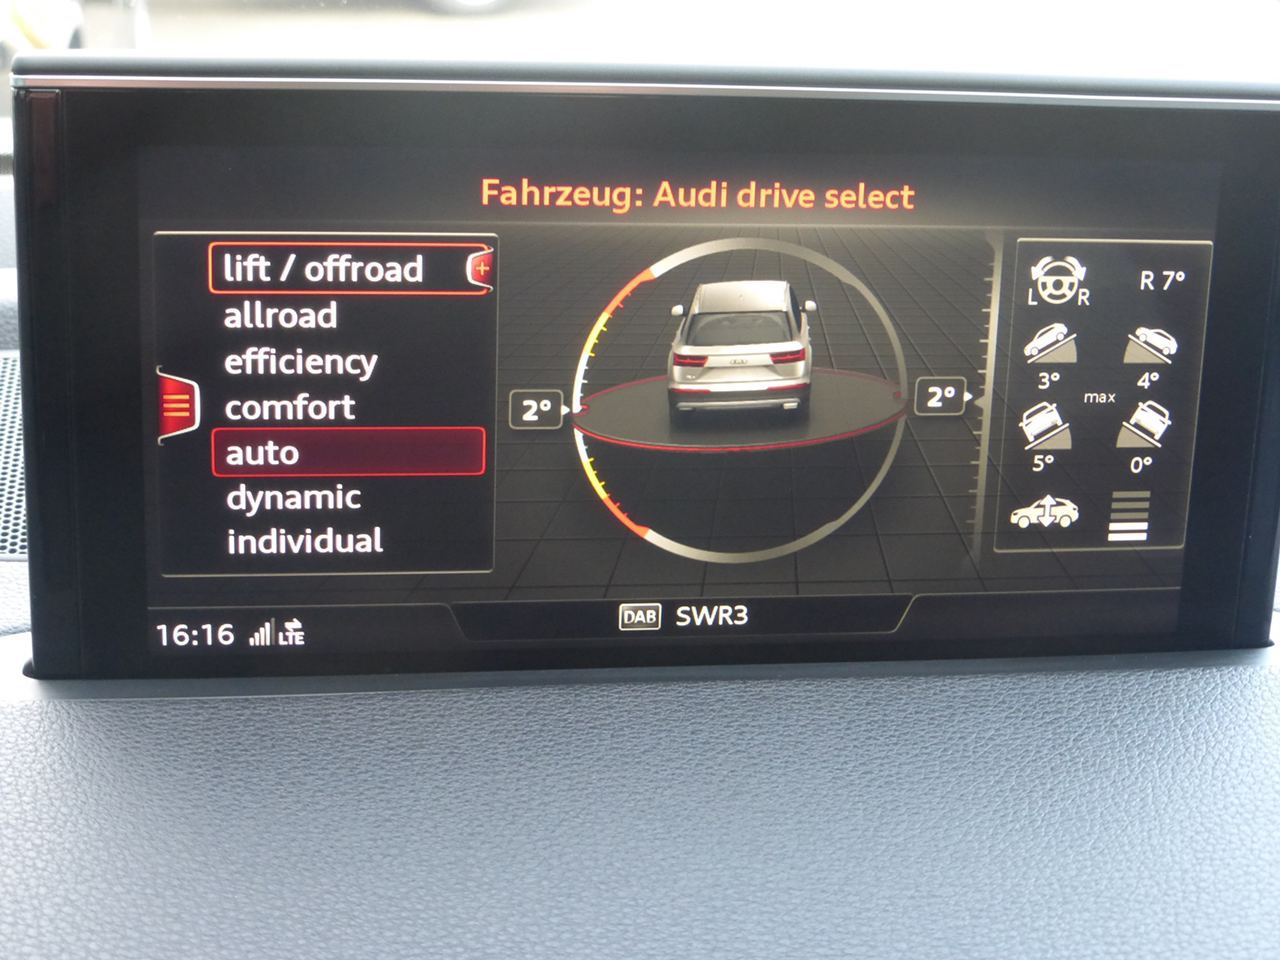 Fahrzeug: Audi drive select
lift / offroad
allroad
efficiency
comfort
auto
dynamic
individual
2°
2°
L R
R 7°
3°
4°
max
5°
0°
16:16
LTE
DAB SWR3